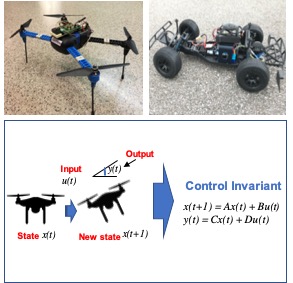 Output
Input
u(t)
y(t)
Control Invariant
x(t+1) = Ax(t) + Bu(t)
y(t) = Cx(t) + Du(t)
State x(t)
New state x(t+1)